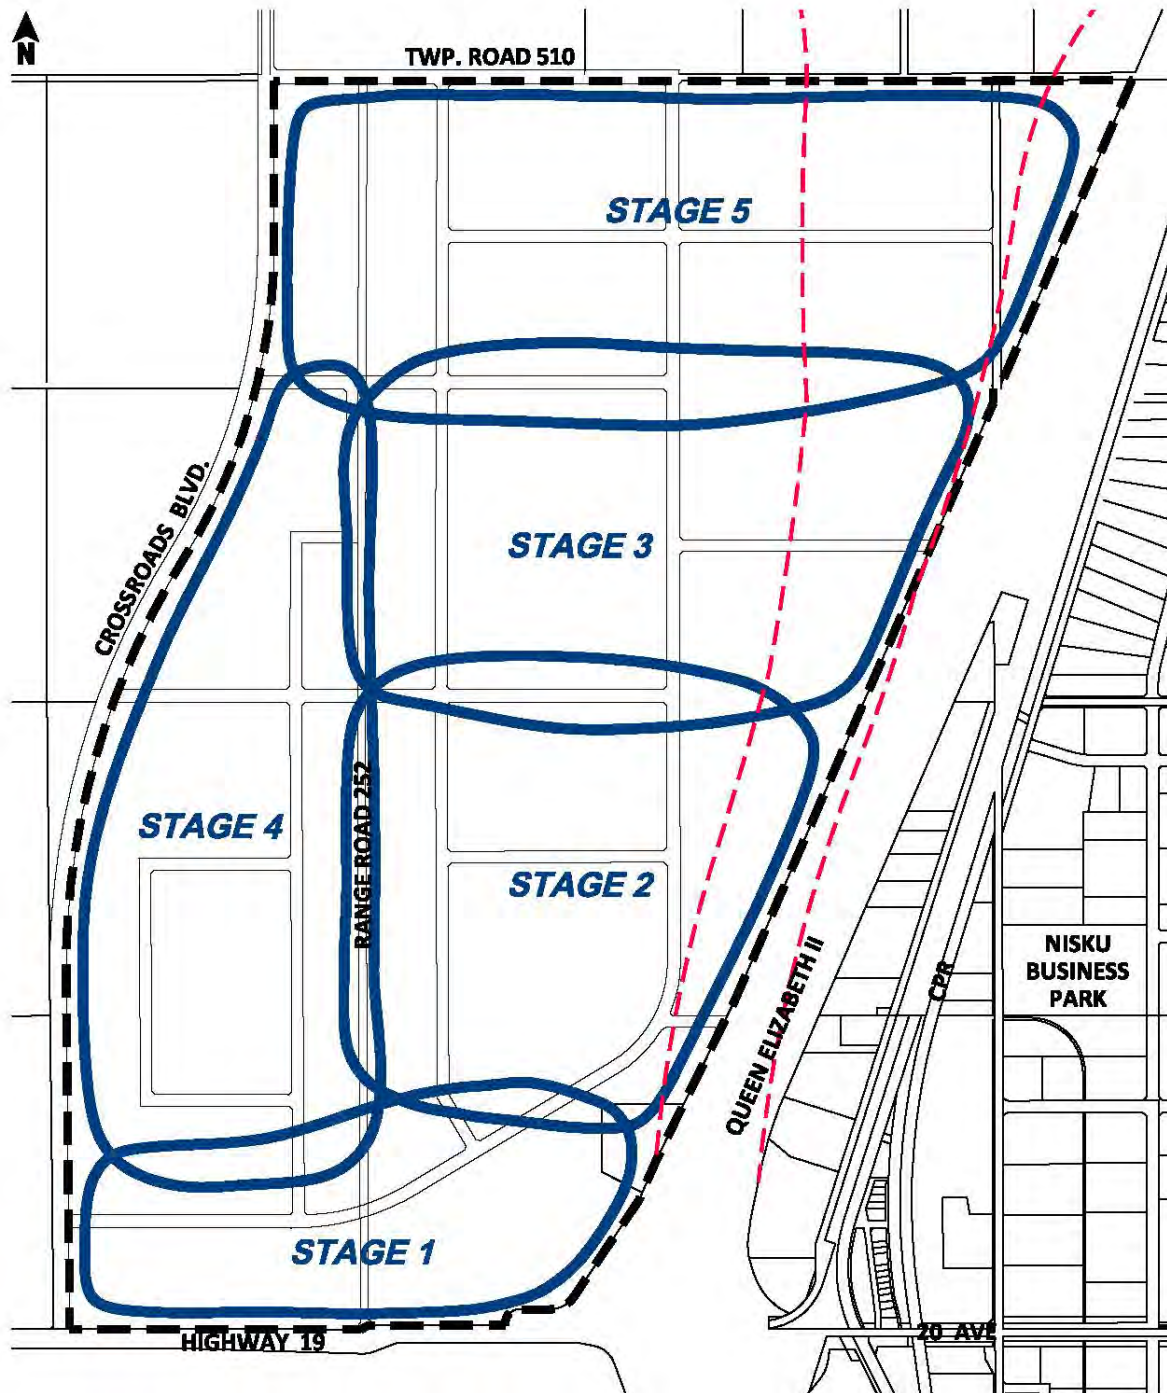 N
TWP. ROAD 510
STAGE 5
CROSSROADS BLVD.
STAGE 3
STAGE 4
RANGE ROAD 252
STAGE 2
NISKU
BUSINESS
PARK
CPR
QUEEN ELIZABETH II
STAGE 1
HIGHWAY 19
20 AVE